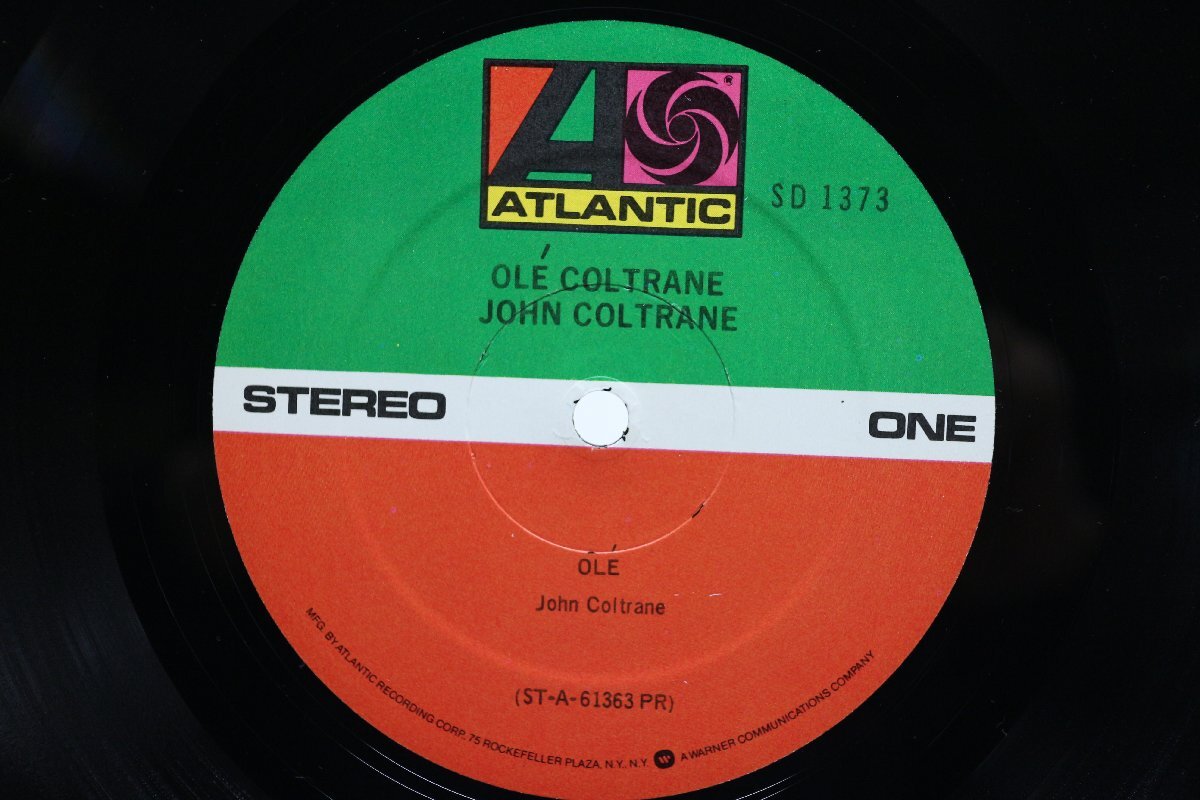 ATLANTIC
®
SD 1373
OLÉ COLTRANE
JOHN COLTRANE
STEREO
ONE
OLÉ
John Coltrane
(ST-A-61363 PR)
MFG. BY ATLANTIC RECORDING CORP., 75 ROCKEFELLER PLAZA, N.Y., N.Y. W A WARNER COMMUNICATIONS COMPANY